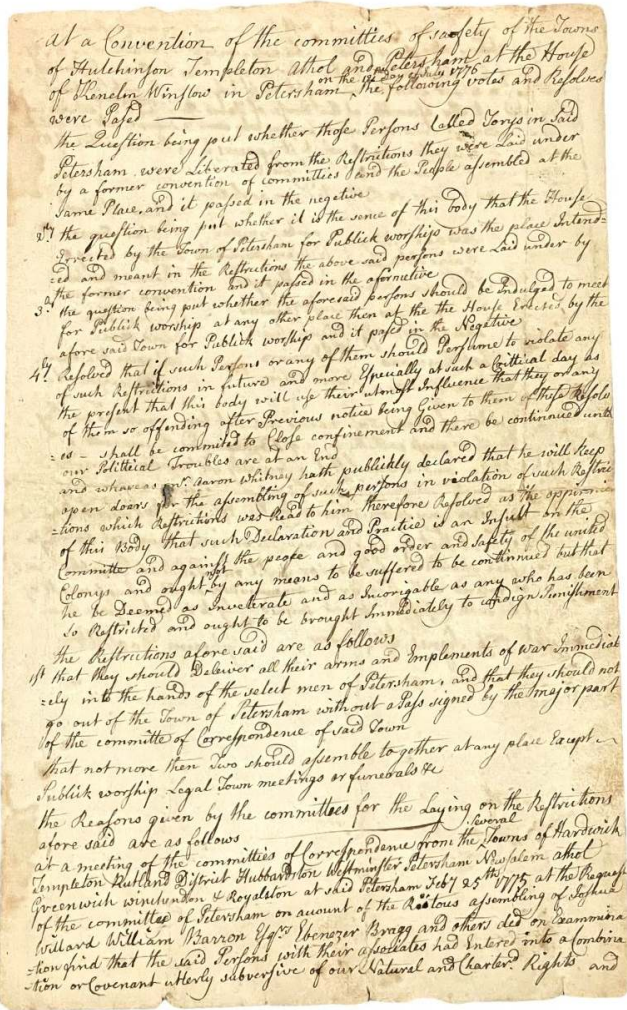 At a Convention of the committees of saefety of the Towns
of Hutchinson Templeton Athol and Petersham at the House
on the 1st Day of July 1776
of Kenelm Winslow in Petersham The following votes and Resolves
were Pased
the Question being put whether those Persons Called Torys in Said
Petersham were Liberated from the Restrictions they were Laid under
by a former convention of committies and the People assembled at the
Same Place, and it passed in the negative
2dly the question being put whether it is the sence of this body that the House
Errected by the Town of Petersham for Publick worship was the place Intend=
=ed and meant in the Restrictions the above said persons were Laid under by
the former convention and it passed in the aformetive
3dly the question being put whether the aforesaid persons should be Indulged to meet
for Publick worship at any other place then at the the House Erected by the
afore said Town for Publick worship and it pased in the Negative
4ly Resolved that if such Persons or any of them should Persume to violate any
of such Restrictions in future and more Especially at such a Critical day as
the present that this body will use their utmost Influence that they or any
of them so offending after Previous notice being Given to them of those Resolv
=es - shall be commited to Close confinement and there be continued until
our Polittical Troubles are at an End
and whareas mr. Aaron Whitney hath publickly declared that he will keep
open doars for the assembling of such persons in violation of such Restric
=tions which Restrictions was Read to him therefore Resolved as the oppinion
of this Body that such Declaration and Practice is an Insult on the
Committe and against the peace and good order and Safety of the united
Colonys and ought not by any means to be suffered to be continued but that
he be Deemed as Inveterate and as Incorigable as any who has been
so Restricted and ought to be brought Immediately to condign Punishment
the Restrictions afore said are as follows
1st that they should Deliver all their arms and Implements of war Immediat
=ely into the hands of the select men of Petersham, and that they should not
go out of the Town of Petersham without a Pass signed by the major part
of the committe of Correspondence of said Town
that not more then Two should assemble to gether at any place Except
Publick worship Legal Town meetings or funerals &c
the Reasons given by the committees for the Laying on the Restrictions
afore said are as follows
several
at a meeting of the committies of Correspondence from the Towns of Hardwick
Templeton Rutland District Hubbardston Westminster Petersham New Salem athol
Greenwich winchendon & Royalston at said Petersham Feby 25ths 1775 at the Request
of the committee of Petersham on account of the Riotous assembling of Joshua
Willard William Barron Esqrs Ebenezer Bragg and others did on Exammina
=tion find that the said Persons with their assotiates had Entered into a Combina
=tion or Covenant utterly subversive of our Natural and Charterd Rights and